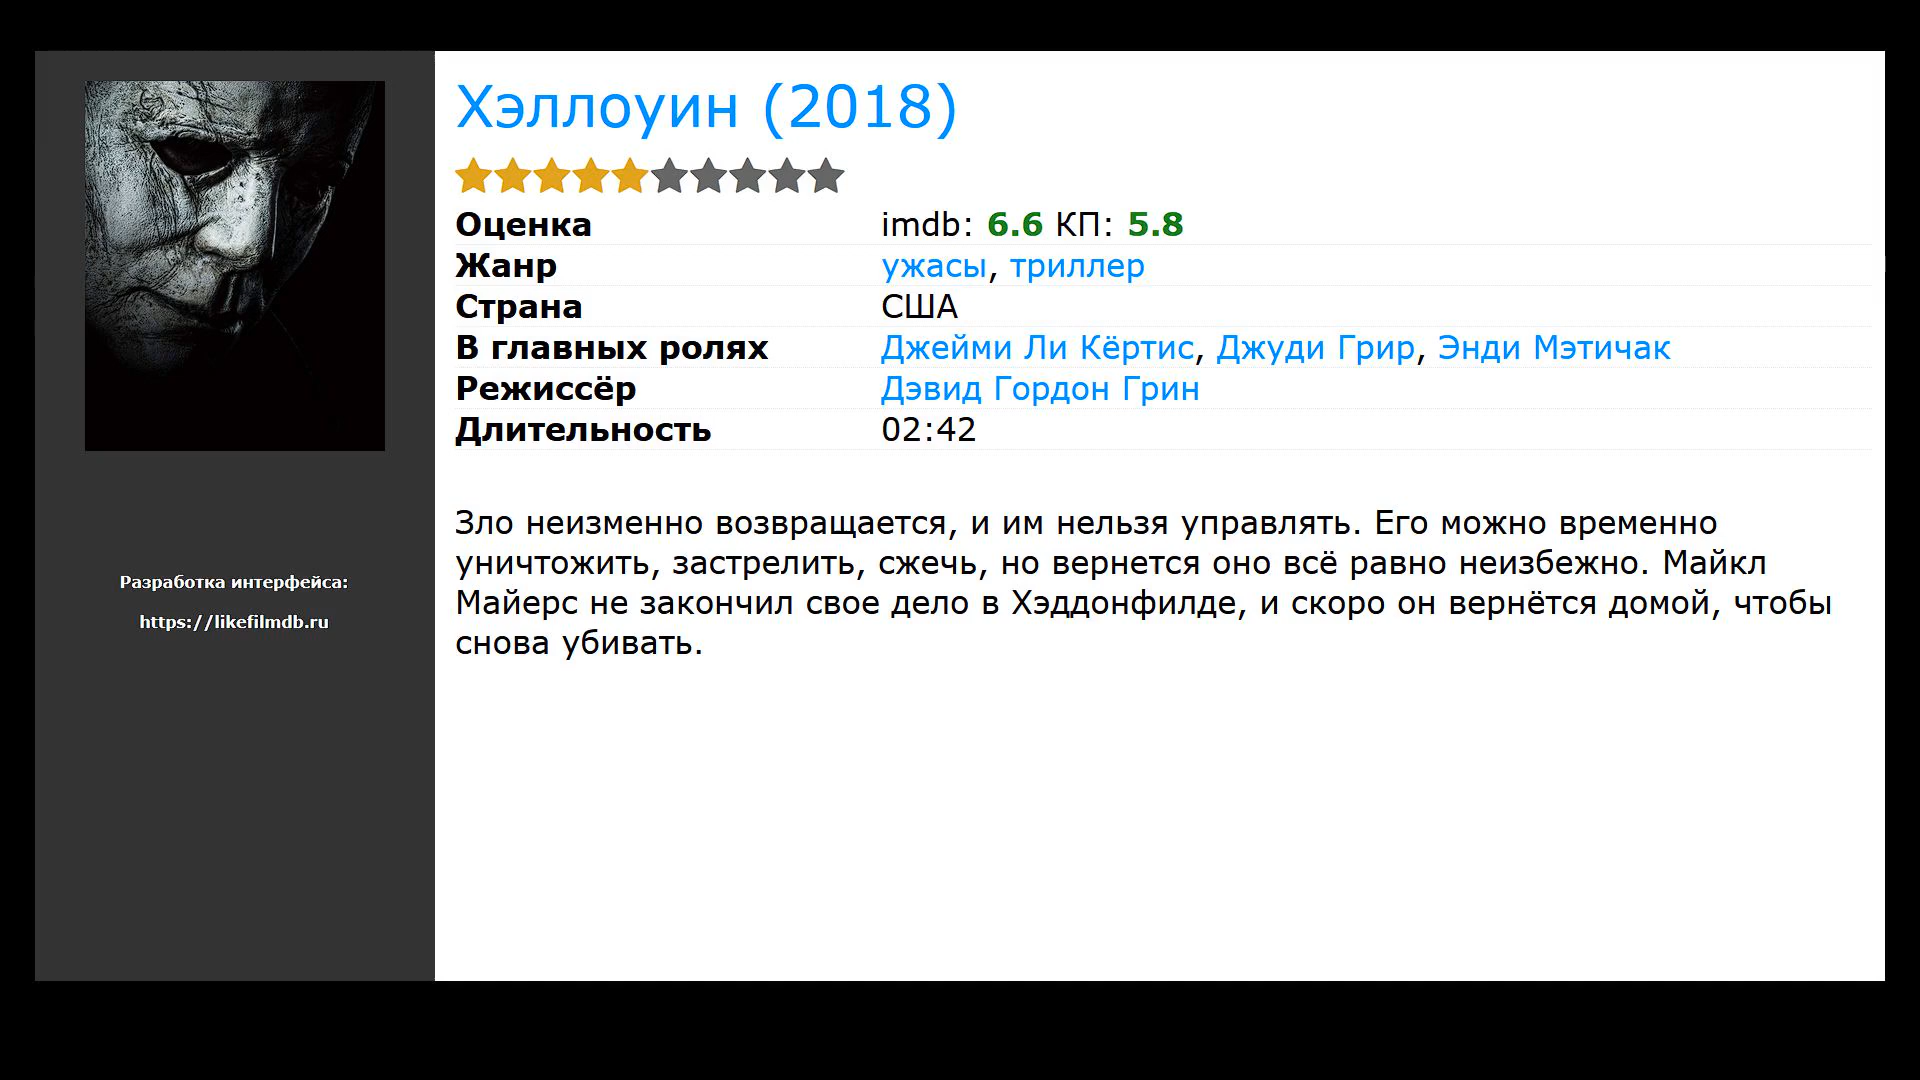 Хэллоуин (2018)
Оценка imdb: 6.6 КП: 5.8
Жанр ужасы, триллер
Страна США
В главных ролях Джейми Ли Кёртис, Джуди Грир, Энди Мэтичак
Режиссёр Дэвид Гордон Грин
Длительность 02:42
Зло неизменно возвращается, и им нельзя управлять. Его можно временно
уничтожить, застрелить, сжечь, но вернется оно всё равно неизбежно. Майкл
Майерс не закончил свое дело в Хэддонфилде, и скоро он вернётся домой, чтобы
снова убивать.
Разработка интерфейса:
https://likefilmdb.ru